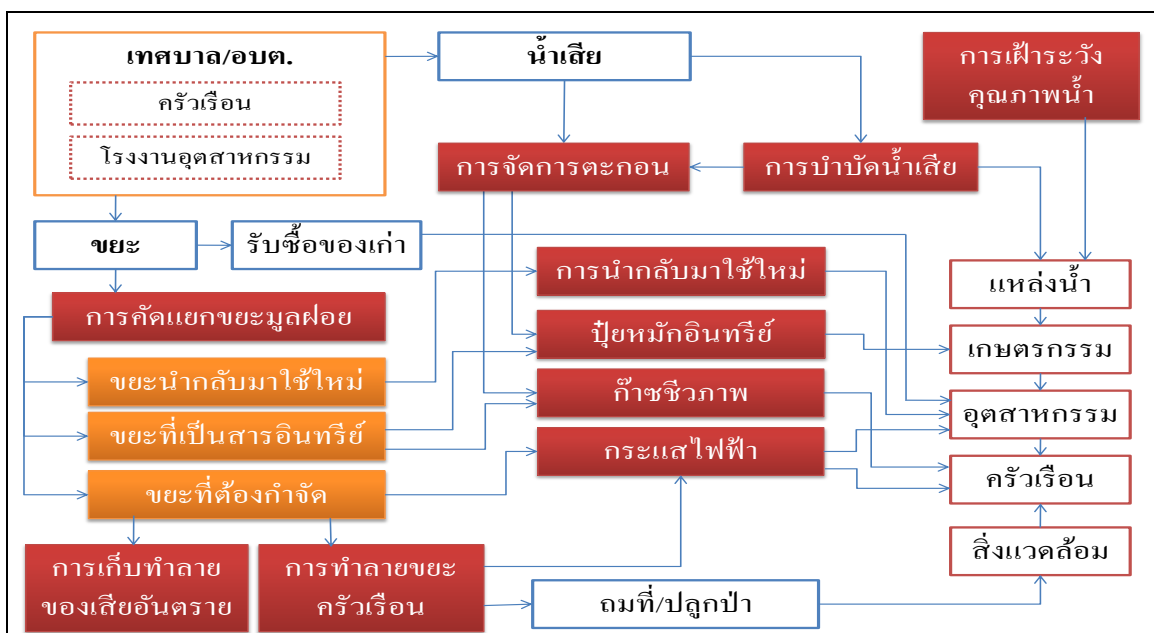 เทศบาล/อบต.
ครัวเรือน
โรงงานอุตสาหกรรม
น้ำเสีย
การเฝ้าระวัง
คุณภาพน้ำ
การจัดการตะกอน
การบำบัดน้ำเสีย
ขยะ
รับซื้อของเก่า
การนำกลับมาใช้ใหม่
แหล่งน้ำ
การคัดแยกขยะมูลฝอย
ปุ๋ยหมักอินทรีย์
เกษตรกรรม
ขยะนำกลับมาใช้ใหม่
ก๊าซชีวภาพ
อุตสาหกรรม
ขยะที่เป็นสารอินทรีย์
กระแสไฟฟ้า
ครัวเรือน
ขยะที่ต้องกำจัด
สิ่งแวดล้อม
การเก็บทำลาย
ของเสียอันตราย
การทำลายขยะ
ครัวเรือน
ถมที่/ปลูกป่า